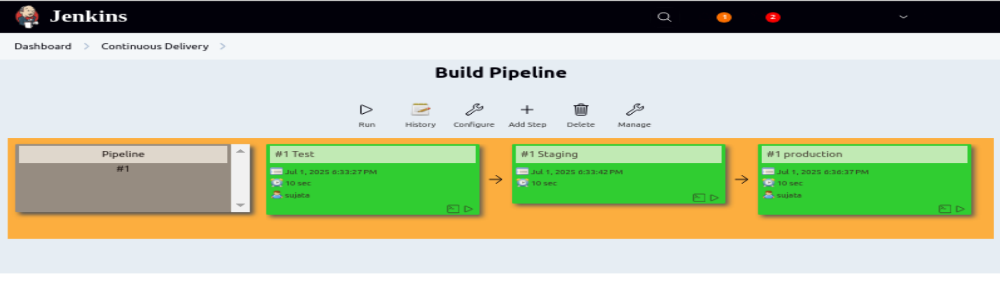 Jenkins
1
2
Dashboard > Continuous Delivery >
Build Pipeline
Run
History
Configure
Add Step
Delete
Manage
Pipeline
#1
#1 Test
Jul 1, 2025 6:33:27 PM
10 sec
sujata
#1 Staging
Jul 1, 2025 6:33:42 PM
10 sec
#1 production
Jul 1, 2025 6:36:37 PM
10 sec
sujata